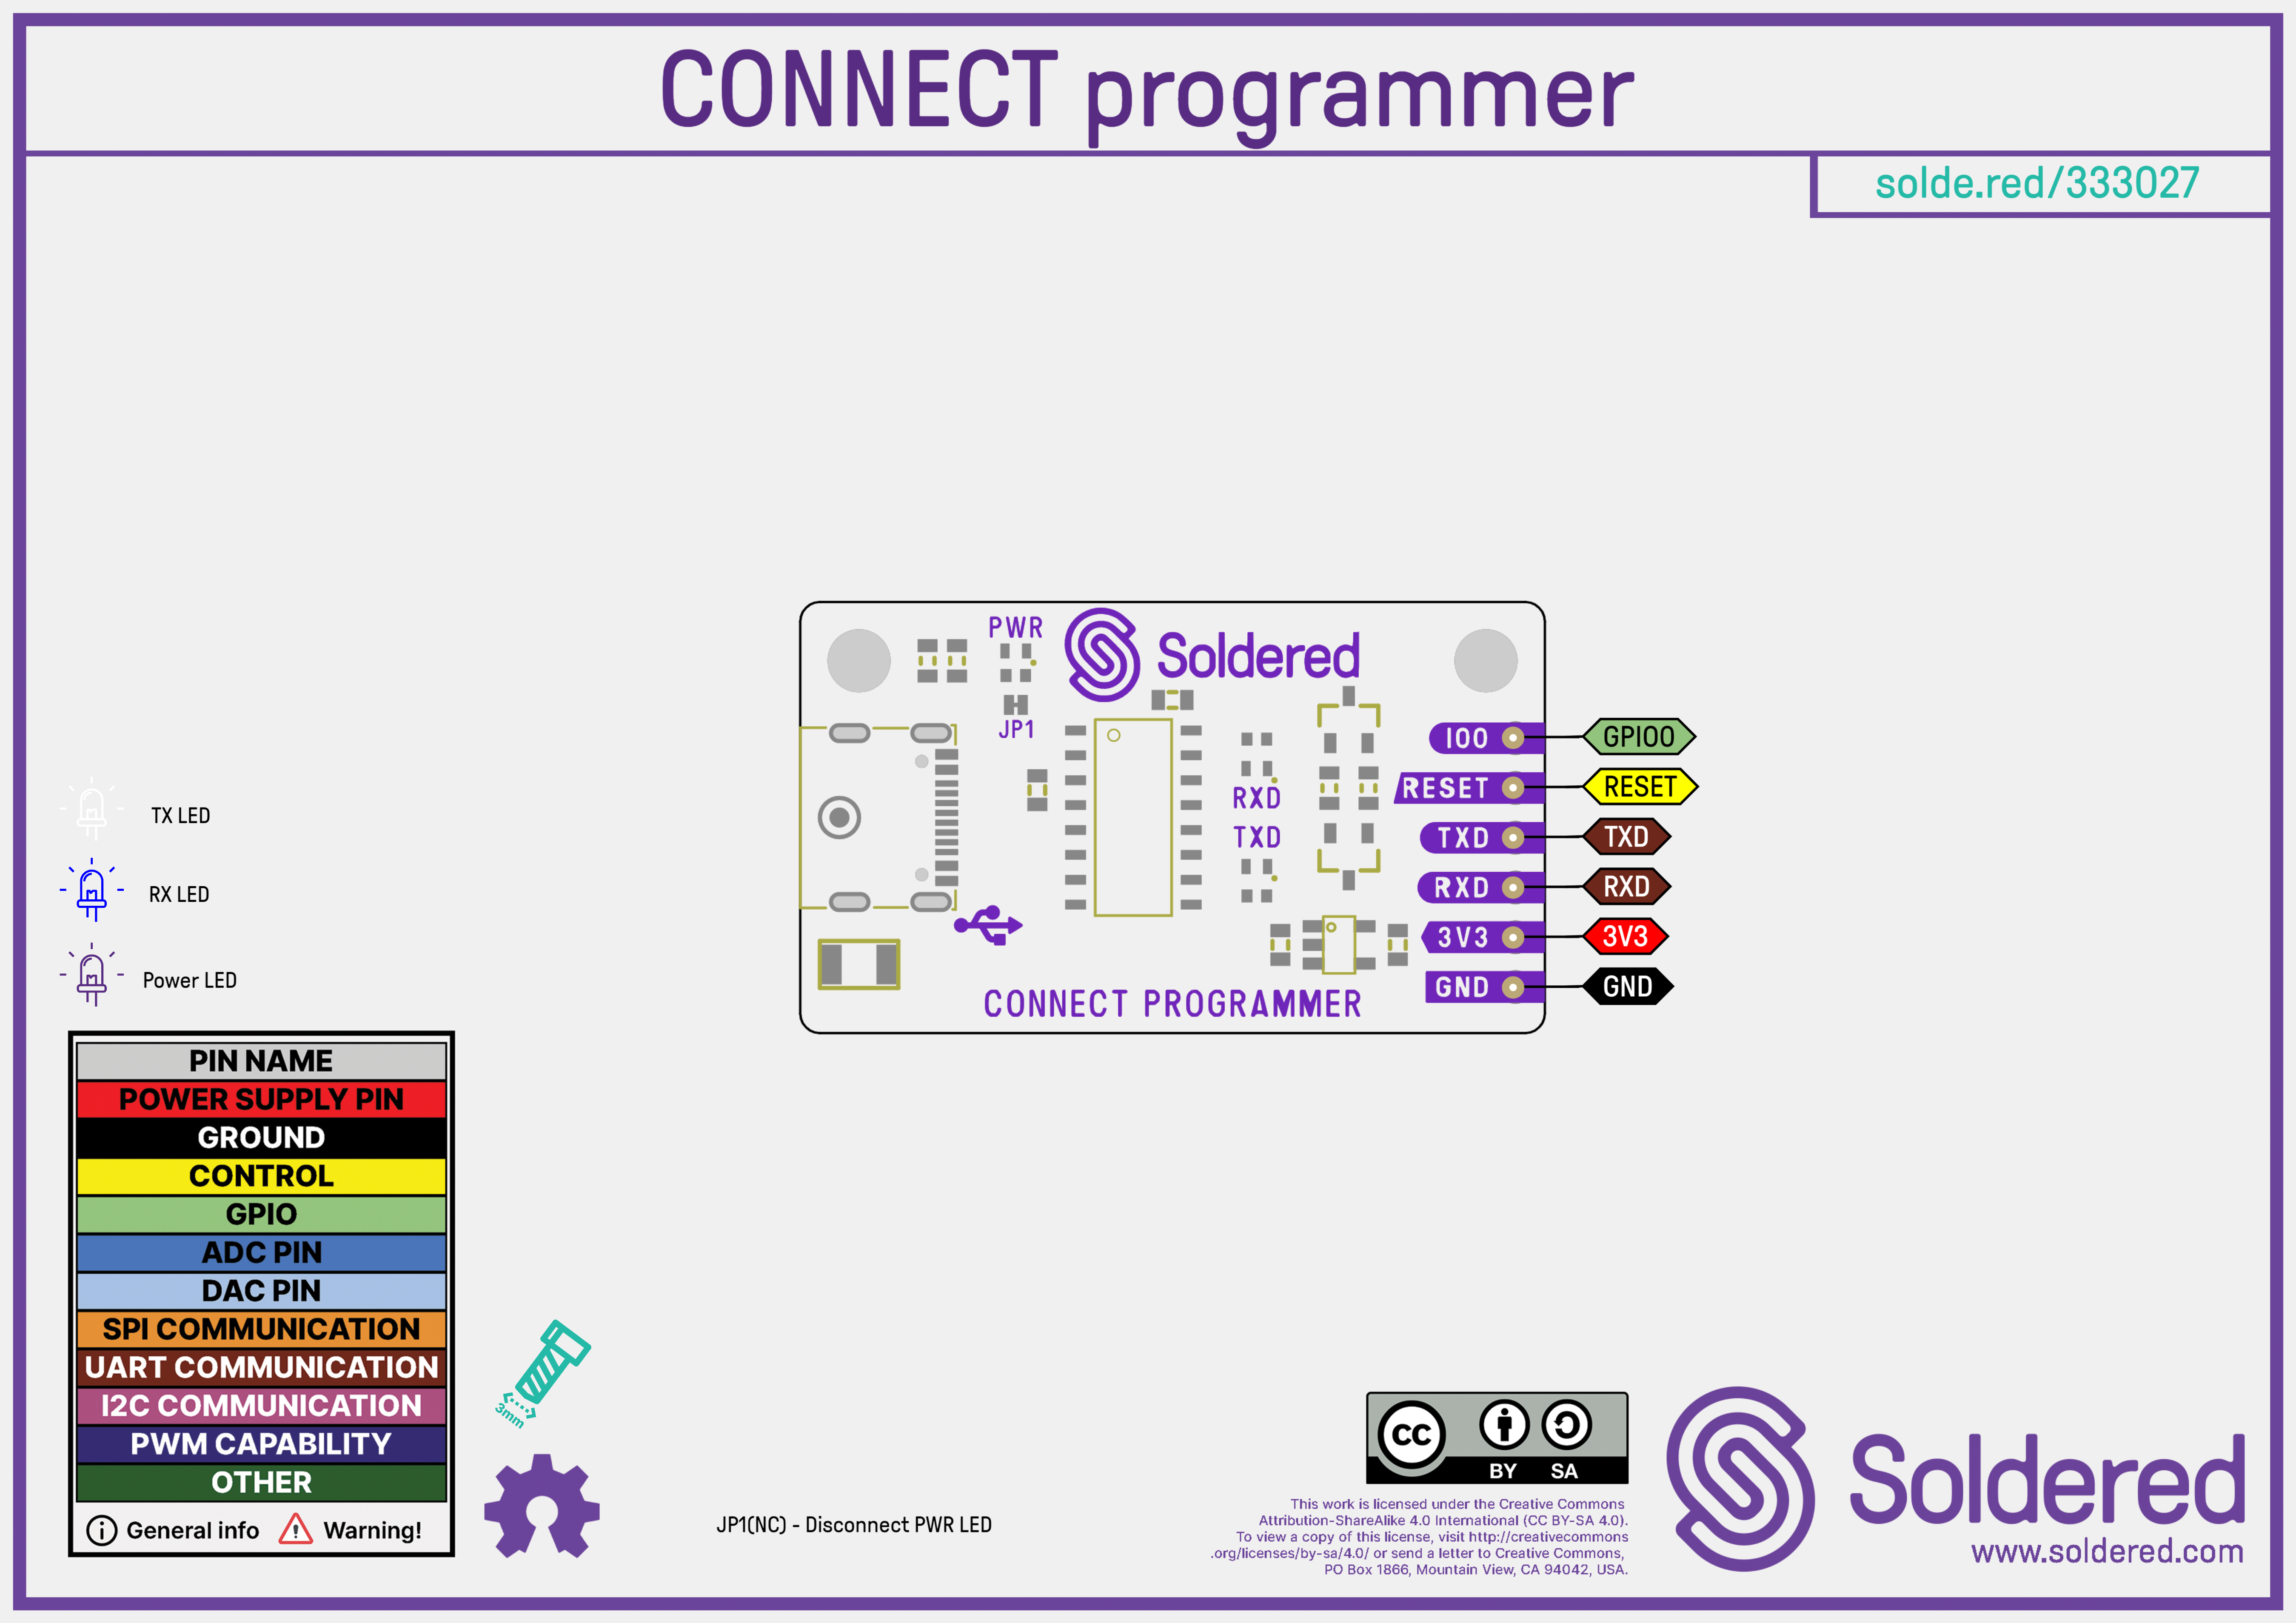 CONNECT programmer
solde.red/333027
PWR
Soldered
JP1
IO0
GPIO0
RESET
RESET
RXD
TXD
TXD
TXD
RXD
RXD
3V3
3V3
GND
GND
CONNECT PROGRAMMER
TX LED
RX LED
Power LED
PIN NAME
POWER SUPPLY PIN
GROUND
CONTROL
GPIO
ADC PIN
DAC PIN
SPI COMMUNICATION
UART COMMUNICATION
I2C COMMUNICATION
PWM CAPABILITY
OTHER
General info
Warning!
3mm
JP1(NC) - Disconnect PWR LED
CC
BY SA
This work is licensed under the Creative Commons
Attribution-ShareAlike 4.0 International (CC BY-SA 4.0).
To view a copy of this license, visit http://creativecommons
.org/licenses/by-sa/4.0/ or send a letter to Creative Commons,
PO Box 1866, Mountain View, CA 94042, USA.
Soldered
www.soldered.com